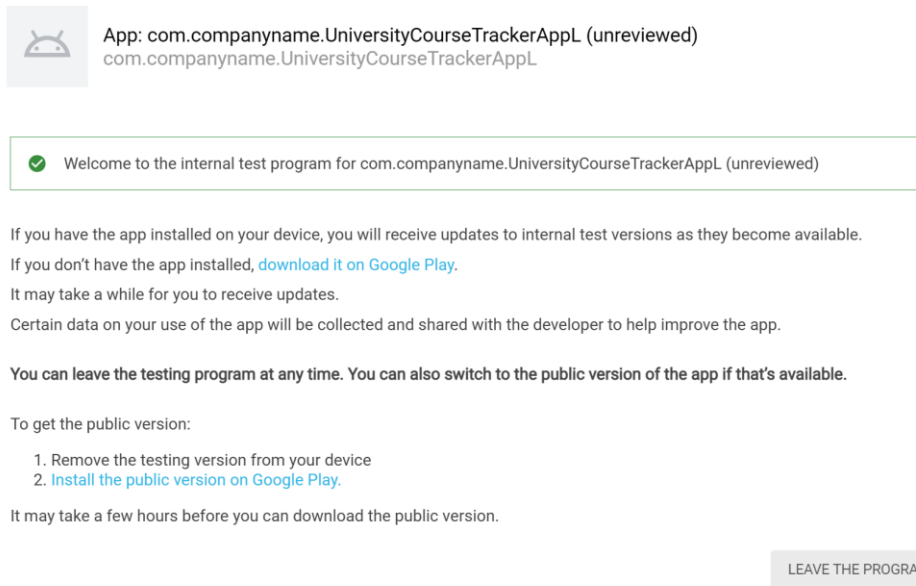 App: com.companyname.UniversityCourseTrackerAppL (unreviewed)
com.companyname.UniversityCourseTrackerAppL
Welcome to the internal test program for com.companyname.UniversityCourseTrackerAppL (unreviewed)
If you have the app installed on your device, you will receive updates to internal test versions as they become available.
If you don't have the app installed, download it on Google Play.
It may take a while for you to receive updates.
Certain data on your use of the app will be collected and shared with the developer to help improve the app.
You can leave the testing program at any time. You can also switch to the public version of the app if that's available.
To get the public version:
1. Remove the testing version from your device
2. Install the public version on Google Play.
It may take a few hours before you can download the public version.
LEAVE THE PROGRA